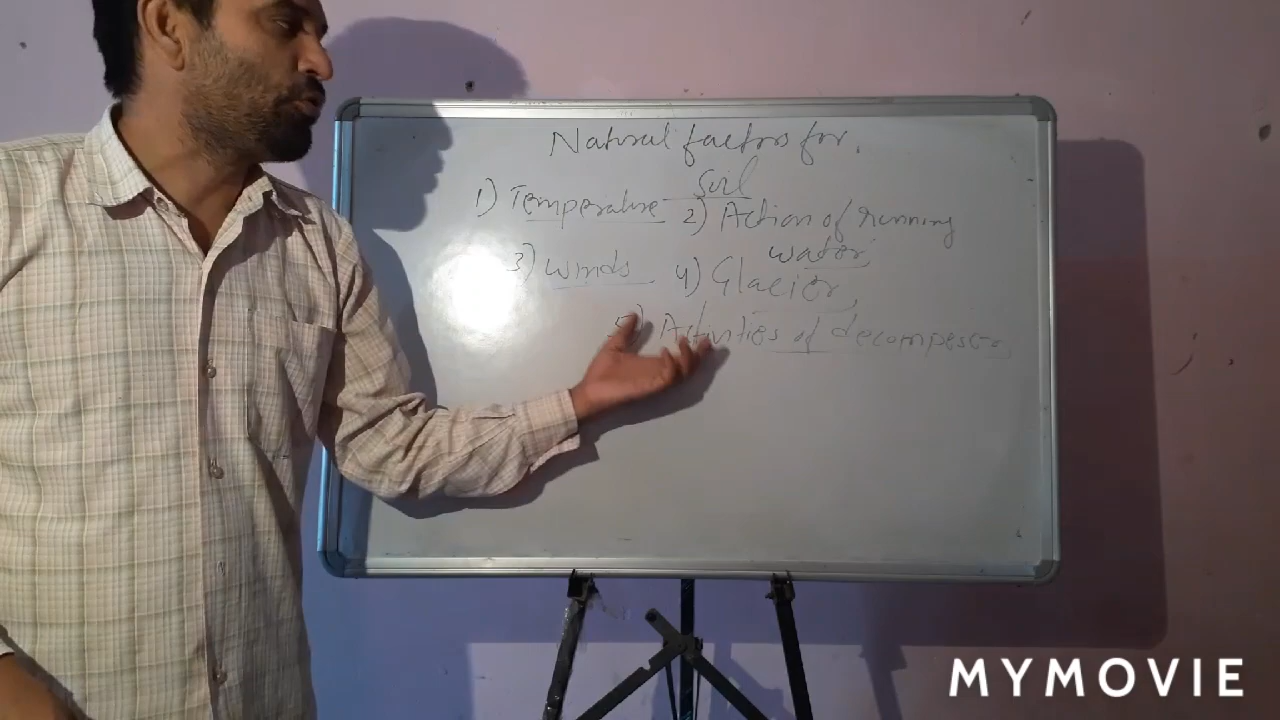 Natural factors for.
Soil
1) Temperature 2) Action of running
water,
3) Winds 4) Glacier,
5) Activities of decomposers
MYMOVIE